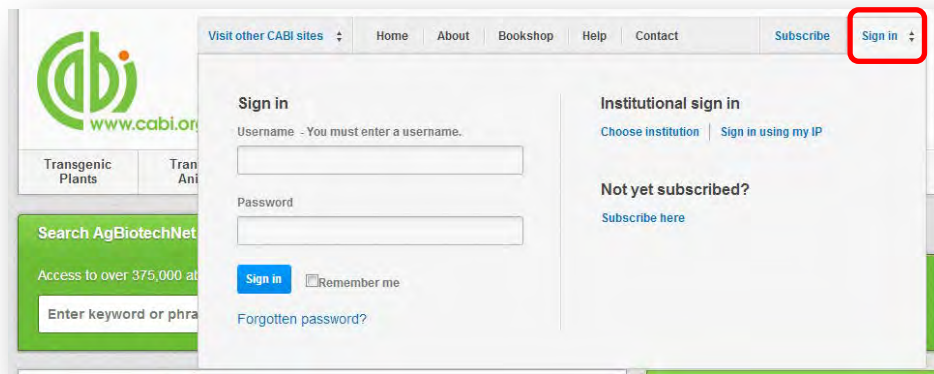 Visit other CABI sites Home About Bookshop Help Contact Subscribe Sign in
cabi
www.cabi.org
Sign in
Username - You must enter a username.
Password
Sign in Remember me
Forgotten password?
Institutional sign in
Choose institution Sign in using my IP
Not yet subscribed?
Subscribe here
Transgenic
Plants
Search AgBiotechNet
Access to over 375,000
Enter keyword or